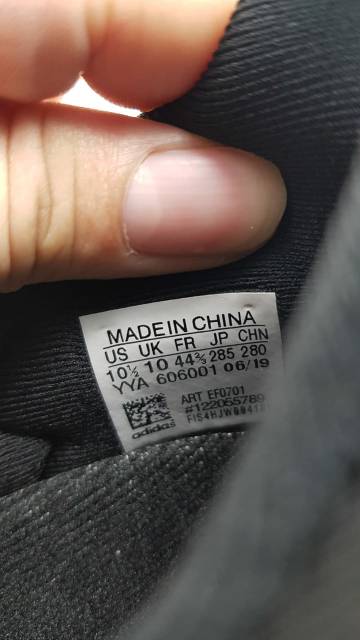 MADE IN CHINA
US UK FR JP CHN
10½ 10 44⅔ 285 280
YYA 606001 06/19
ART EF0701
#122055789
adidas